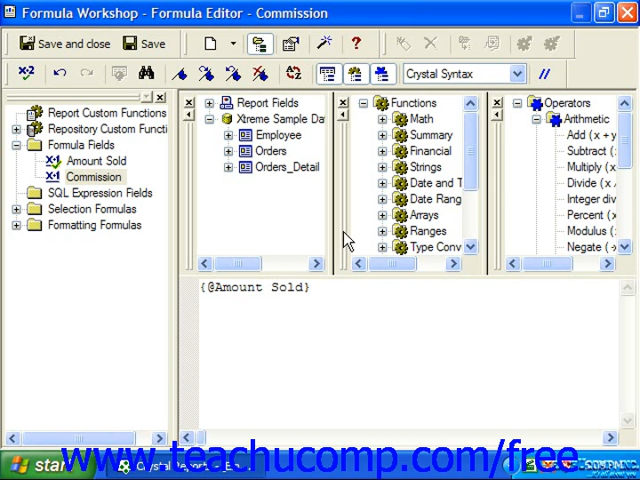 Formula Workshop - Formula Editor - Commission
Save and close
Save
Crystal Syntax
//
Report Custom Functions
Repository Custom Functi
Formula Fields
Amount Sold
Commission
SQL Expression Fields
Selection Formulas
Formatting Formulas
Report Fields
Xtreme Sample Da
Employee
Orders
Orders_Detail
Functions
Math
Summary
Financial
Strings
Date and T
Date Rang
Arrays
Ranges
Type Conv
Operators
Arithmetic
Add (x + y
Subtract (
Multiply (x
Divide (x /
Integer div
Percent (x
Modulus (
Negate (-
{@Amount Sold}
start
www.teachucomp.com/free